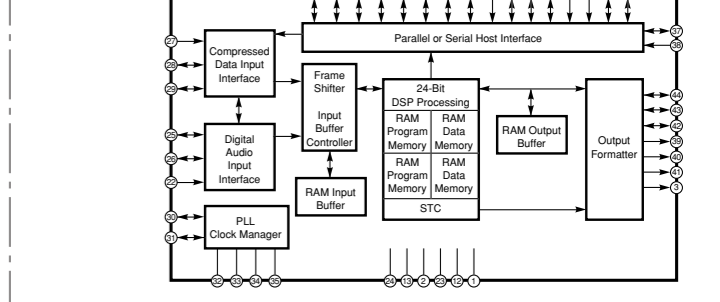 37
Parallel or Serial Host Interface
38
27
Compressed
Data Input
Interface
28
29
Frame
Shifter
Input
Buffer
Controller
24-Bit
DSP Processing
RAM
Program
Memory
RAM
Data
Memory
RAM
Program
Memory
RAM
Data
Memory
STC
RAM Output
Buffer
Output
Formatter
44
43
42
39
40
41
3
25
26
22
Digital
Audio
Input
Interface
RAM Input
Buffer
30
31
PLL
Clock Manager
32
33
34
35
24
13
2
23
12
1